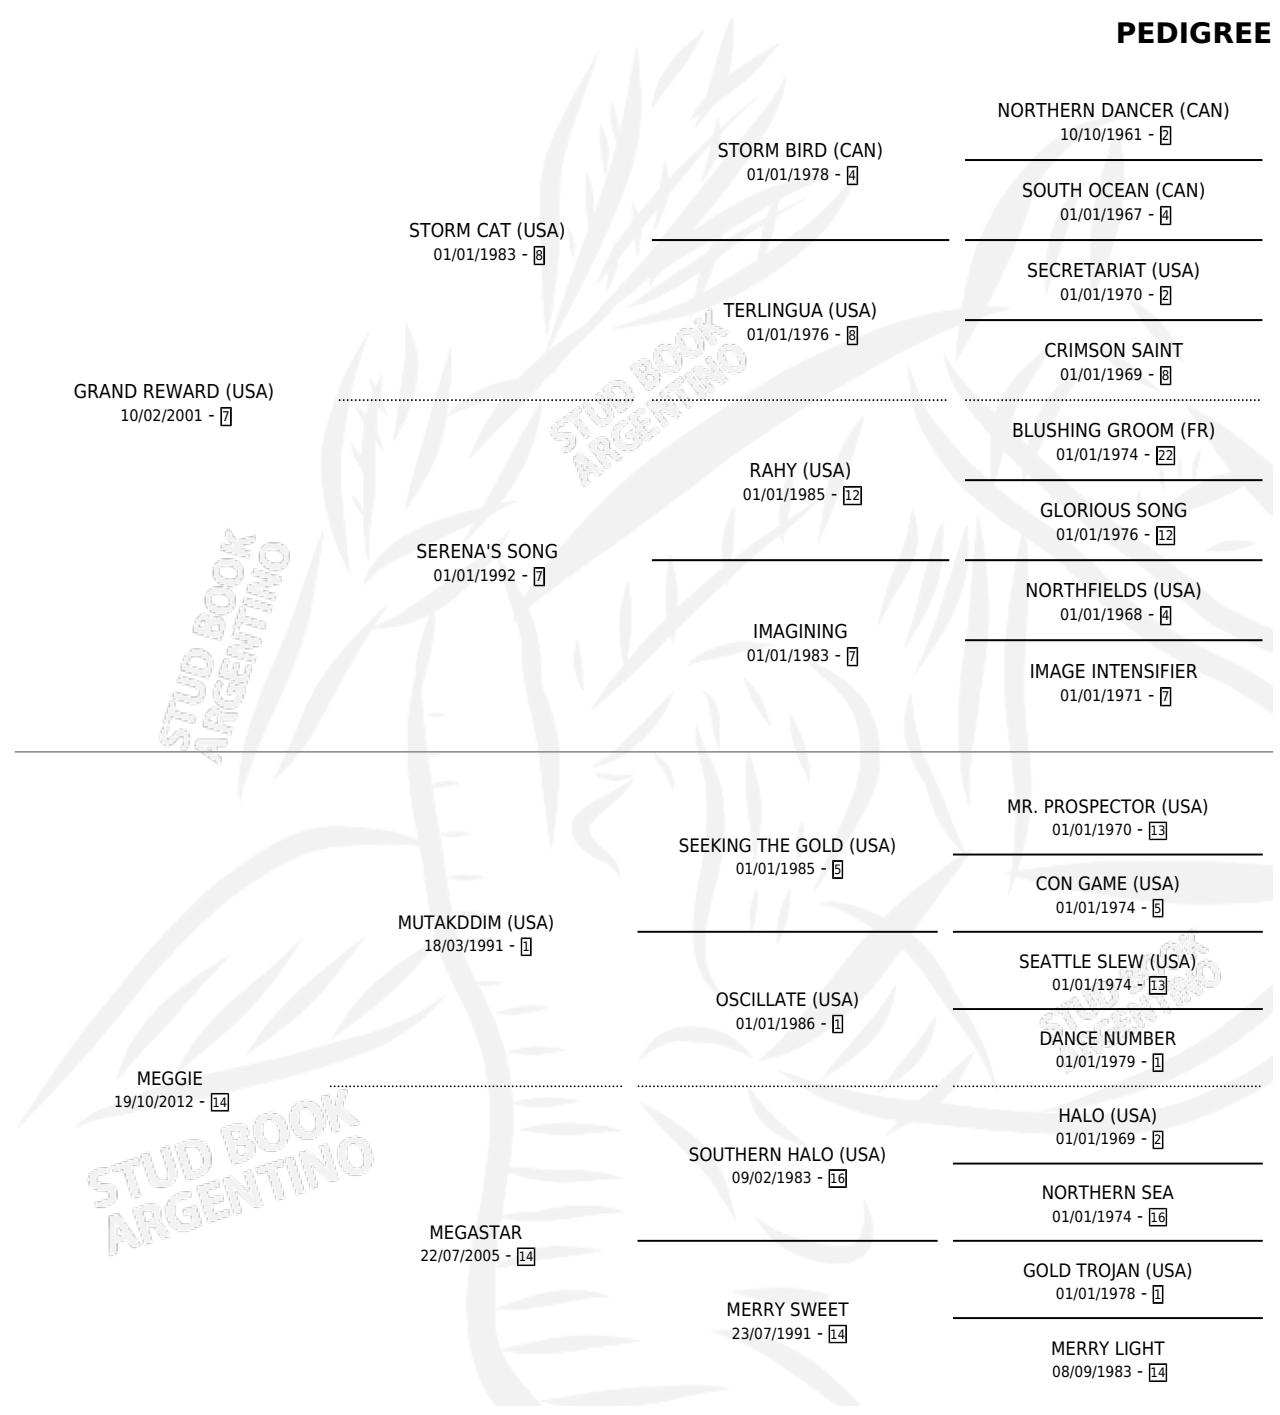 PEDIGREE
NORTHERN DANCER (CAN)
10/10/1961 - 2
STORM BIRD (CAN)
01/01/1978 - 4
SOUTH OCEAN (CAN)
01/01/1967 - 4
STORM CAT (USA)
01/01/1983 - 8
SECRETARIAT (USA)
01/01/1970 - 2
TERLINGUA (USA)
01/01/1976 - 8
CRIMSON SAINT
01/01/1969 - 8
GRAND REWARD (USA)
10/02/2001 - 7
BLUSHING GROOM (FR)
01/01/1974 - 22
RAHY (USA)
01/01/1985 - 12
GLORIOUS SONG
01/01/1976 - 12
SERENA'S SONG
01/01/1992 - 7
NORTHFIELDS (USA)
01/01/1968 - 4
IMAGINING
01/01/1983 - 7
IMAGE INTENSIFIER
01/01/1971 - 7
STUD BOOK
ARGENTINO
STUD BOOK
ARGENTINO
MR. PROSPECTOR (USA)
01/01/1970 - 13
SEEKING THE GOLD (USA)
01/01/1985 - 5
CON GAME (USA)
01/01/1974 - 5
MUTAKDDIM (USA)
18/03/1991 - 1
SEATTLE SLEW (USA)
01/01/1974 - 13
OSCILLATE (USA)
01/01/1986 - 1
DANCE NUMBER
01/01/1979 - 1
STUD BOOK
ARGENTINO
MEGGIE
19/10/2012 - 14
HALO (USA)
01/01/1969 - 2
SOUTHERN HALO (USA)
09/02/1983 - 16
NORTHERN SEA
01/01/1974 - 16
STUD BOOK
ARGENTINO
MEGASTAR
22/07/2005 - 14
GOLD TROJAN (USA)
01/01/1978 - 1
MERRY SWEET
23/07/1991 - 14
MERRY LIGHT
08/09/1983 - 14